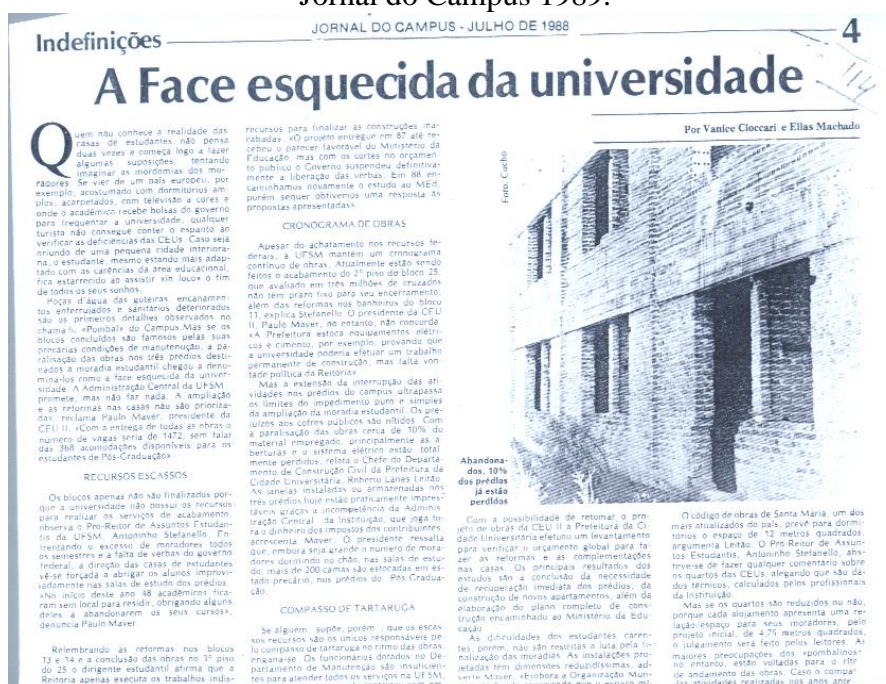 Jornal do Campus 1989.
Indefinições
JORNAL DO CAMPUS - JULHO DE 1988
4
114
A Face esquecida da universidade
Por Vanice Cioccari e Elias Machado
Quem não conhece a realidade das
casas de estudantes não pensa
duas vezes e começa logo a fazer
algumas suposições, tentando
imaginar as mordomias dos mo-
radores. Se vier de um país europeu, por
exemplo, acostumado com dormitórios am-
plos, acarpetados, com televisão a cores e
onde o acadêmico recebe bolsas do governo
para freqüentar a universidade, qualquer
turista não consegue conter o espanto ao
verificar as deficiências das CEUs. Caso seja
oriundo de uma pequena cidade interiora-
na, o estudante, mesmo estando mais adap-
tado com as carências da área educacional,
fica estarrecido ao assistir «in loco» o fim
de todos os seus sonhos.
Poças d'água das goteiras, encanamen-
tos enferrujados e sanitários deteriorados
são os primeiros detalhes observados no
«Pombal» do Campus. Mas se os
blocos concluídos são famosos pelas suas
precárias condições de manutenção, a pa-
ralisação das obras nos três prédios desti-
nados a moradia estudantil chegou a deno-
mina-los como a face esquecida da univer-
sidade. A Administração Central da UFSM
promete, mas não faz nada. A ampliação
e as reformas nas casas não são prioriza-
das, reclama Paulo Mayer, presidente da
CEU II. «Com a entrega de todas as obras o
número de vagas seria de 1472, sem falar
das 368 acomodações disponíveis para os
estudantes de Pós-Graduação».
RECURSOS ESCASSOS
Os blocos apenas não são finalizados por-
que a universidade não possui os recursos
para realizar os serviços de acabamento,
observa o Pro-Reitor de Assuntos Estudan-
tis da UFSM, Antoninho Stefanello. En-
frentando o excesso de moradores todos
os semestres e a falta de verbas do governo
federal, a direção das casas de estudantes
vê-se forçada a abrigar os alunos improvi-
sadamente nas salas de estudo dos prédios.
«No início deste ano 48 acadêmicos fica-
ram sem local para residir, obrigando alguns
deles a abandonarem os seus cursos»,
denuncia Paulo Mayer.
Relembrando as reformas nos blocos
13 e 14 e a conclusão das obras no 1º piso
do 25 o dirigente estudantil afirma que a
Reitoria apenas executa os trabalhos indis-
recursos para finalizar as construções ina-
cabadas. «O projeto entregue em 87 até re-
cebeu o parecer favorável do Ministério da
Educação, mas com os cortes no orçamen-
to público o Governo suspendeu definitiva-
mente a liberação das verbas. Em 88 en-
caminhamos novamente o estudo ao MEd,
porém sequer obtivemos uma resposta às
propostas apresentadas».
CRONOGRAMA DE OBRAS
Apesar do achatamento nos recursos fe-
derais, a UFSM mantém um cronograma
contínuo de obras. Atualmente estão sendo
feitos o acabamento do 2º piso do bloco 25,
que avaliado em três milhões de cruzados
não têm prazo fixo para seu encerramento,
além das reformas nos banheiros do bloco
11, explica Stefanello. O presidente da CEU
II, Paulo Mayer, no entanto, não concorda.
«A Prefeitura estoca equipamentos elétri-
cos e cimento, por exemplo, provando que
a universidade poderia efetuar um trabalho
permanente de construção, mas falta von-
tade política da Reitoria»
Mas a extensão da interrupção das ati-
vidades nos prédios do campus ultrapassa
os limites do impedimento puro e simples
da ampliação da moradia estudantil. Os pre-
juízos aos cofres públicos são nítidos. Com
a paralisação das obras cerca de 10% do
material empregado, principalmente as a-
berturas e o sistema elétrico estão total-
mente perdidos, relata o Chefe do Departa-
mento de Construção Civil da Prefeitura da
Cidade Universitária, Roberto Lanes Leitão.
As janelas instaladas ou armazenadas nos
três prédios hoje estão praticamente impres-
táveis graças a incompetência da Adminis-
tração Central da Instituição, que joga fo-
ra o dinheiro dos impostos dos contribuintes,
acrescenta Mayer. O presidente ressalta
que, embora seja grande o número de mora-
dores dormindo no chão, nas salas de estu-
do, mais de 200 camas são estocadas em es-
tado precário, nos prédios do Pós Gradua-
ção.
COMPASSO DE TARTARUGA
Se alguém supõe, porém, que os escas-
sos recursos são os únicos responsáveis pe-
lo compasso de tartaruga no ritmo das obras,
engana-se. Os funcionários dotados no De-
partamento de Manutenção são insuficien-
tes para atender todos os serviços na UFSM,
Foto: Cacho
Abandona-
dos, 10%
dos prédios
já estão
perdidos
Com a possibilidade de retomar o pro-
jeto de obras da CEU II a Prefeitura da Ci-
dade Universitária efetuou um levantamento
para verificar o orçamento global para fa-
zer as reformas e as complementações
nas casas. Os principais resultados dos
estudos são a conclusão da necessidade
de recuperação imediata dos prédios, da
construção de novos apartamentos, além da
elaboração do plano completo de cons-
trução encaminhado ao Ministério da Edu-
cação
As dificuldades dos estudantes caren-
tes, porém, não são restritas a luta pela fi-
nalização das moradias. As instalações pro-
jetadas têm dimensões reduzidíssimas, ad-
verte Mayer. «Embora a Organização Mun-
O código de obras de Santa Maria, um dos
mais atualizados do país, prevê para dormi-
tórios o espaço de 12 metros quadrados,
argumenta Leitão. O Pro Reitor de Assun-
tos Estudantis, Antoninho Stefanello, abs-
teve-se de fazer qualquer comentário sobre
os quartos das CEUs, alegando que são da-
dos técnicos, calculados pelos profissionais
da Instituição.
Mas se os quartos são reduzidos ou não,
porque cada alojamento apresenta uma re-
lação/espaço para seus moradores, pelo
projeto inicial, de 4,75 metros quadrados,
o julgamento será feito pelos leitores. As
maiores preocupações dos «pombalinos»
no entanto, estão voltadas para o
de andamento das obras. Caso o compa-
das atividades realizadas nos anos ante